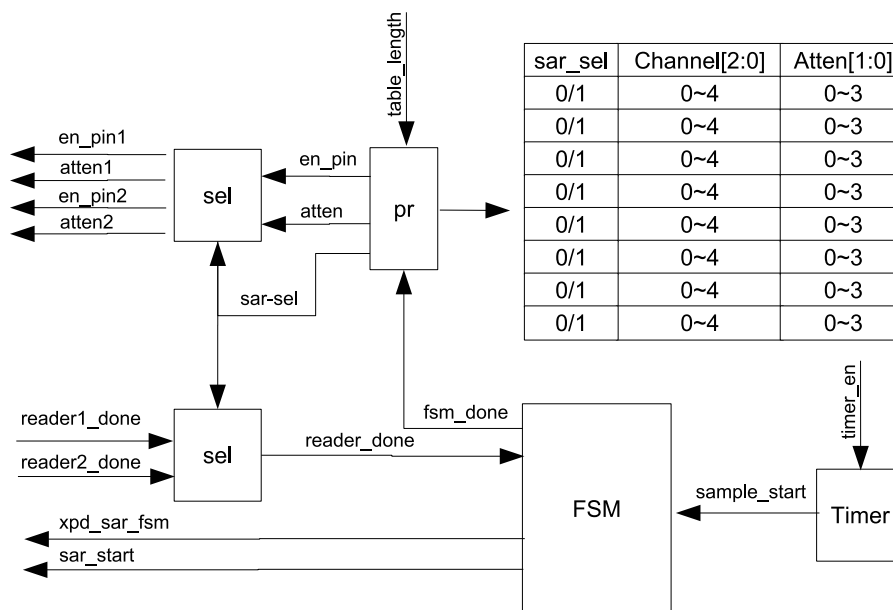 table_length
sar_sel Channel[2:0] Atten[1:0]
0/1 0~4 0~3
0/1 0~4 0~3
0/1 0~4 0~3
0/1 0~4 0~3
0/1 0~4 0~3
0/1 0~4 0~3
0/1 0~4 0~3
0/1 0~4 0~3
en_pin1
atten1
en_pin2
atten2
sel
en_pin
atten
pr
sar-sel
reader1_done
reader2_done
sel
reader_done
fsm_done
timer_en
xpd_sar_fsm
sar_start
FSM
sample_start
Timer